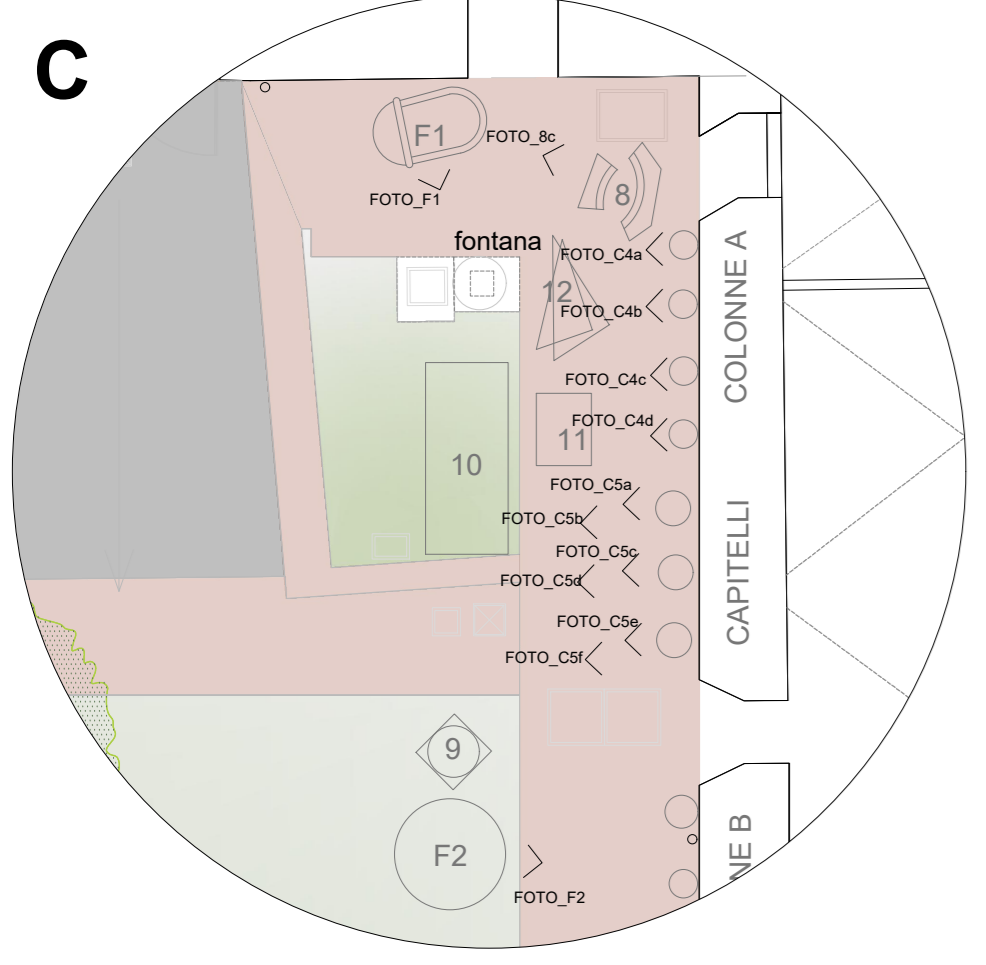 C
F1
FOTO_8c
FOTO_F1
8
fontana
FOTO_C4a
12
FOTO_C4b
COLONNE A
FOTO_C4c
FOTO_C4d
11
10
FOTO_C5a
FOTO_C5b
CAPITELLI
FOTO_C5c
FOTO_C5d
FOTO_C5e
FOTO_C5f
9
F2
NE B
FOTO_F2